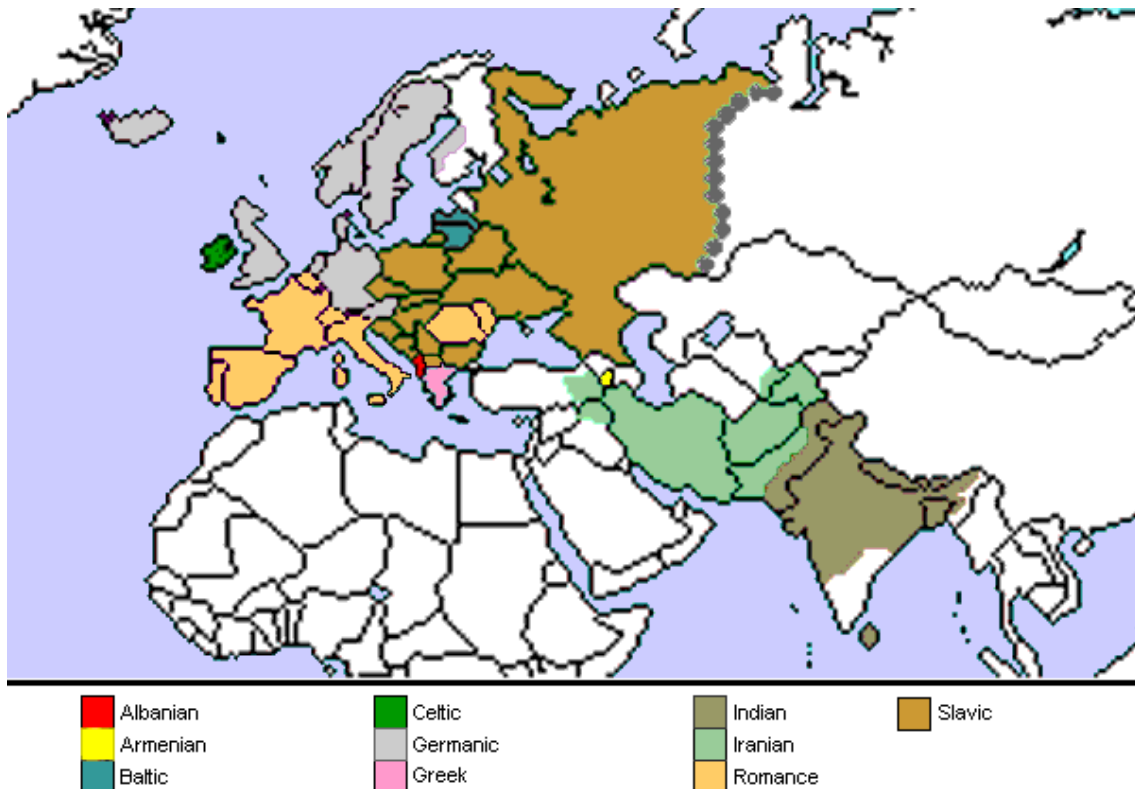 Albanian
Armenian
Baltic
Celtic
Germanic
Greek
Indian
Iranian
Romance
Slavic